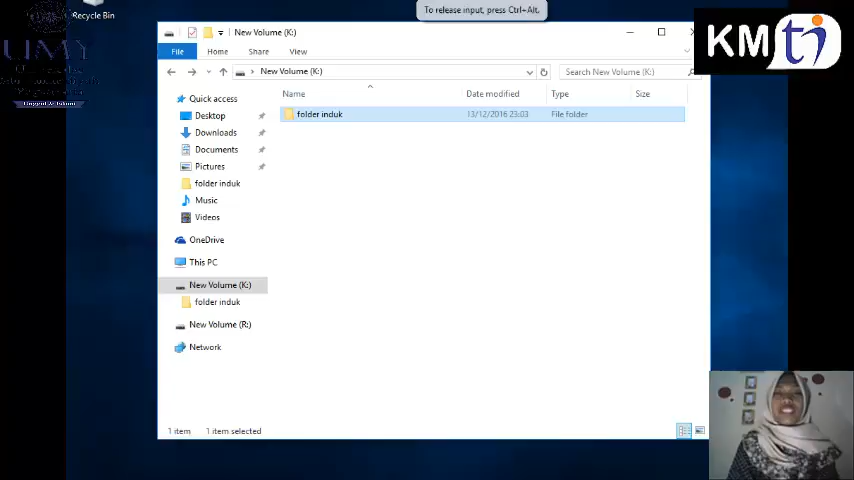 Recycle Bin
To release input, press Ctrl+Alt.
New Volume (K:)
File
Home
Share
View
New Volume (K:)
Search New Volume (K:)
Name
Date modified
Type
Size
folder induk
13/12/2016 23:03
File folder
Quick access
Desktop
Downloads
Documents
Pictures
folder induk
Music
Videos
OneDrive
This PC
New Volume (K:)
folder induk
New Volume (R:)
Network
1 item
1 item selected
KMTi
UMY